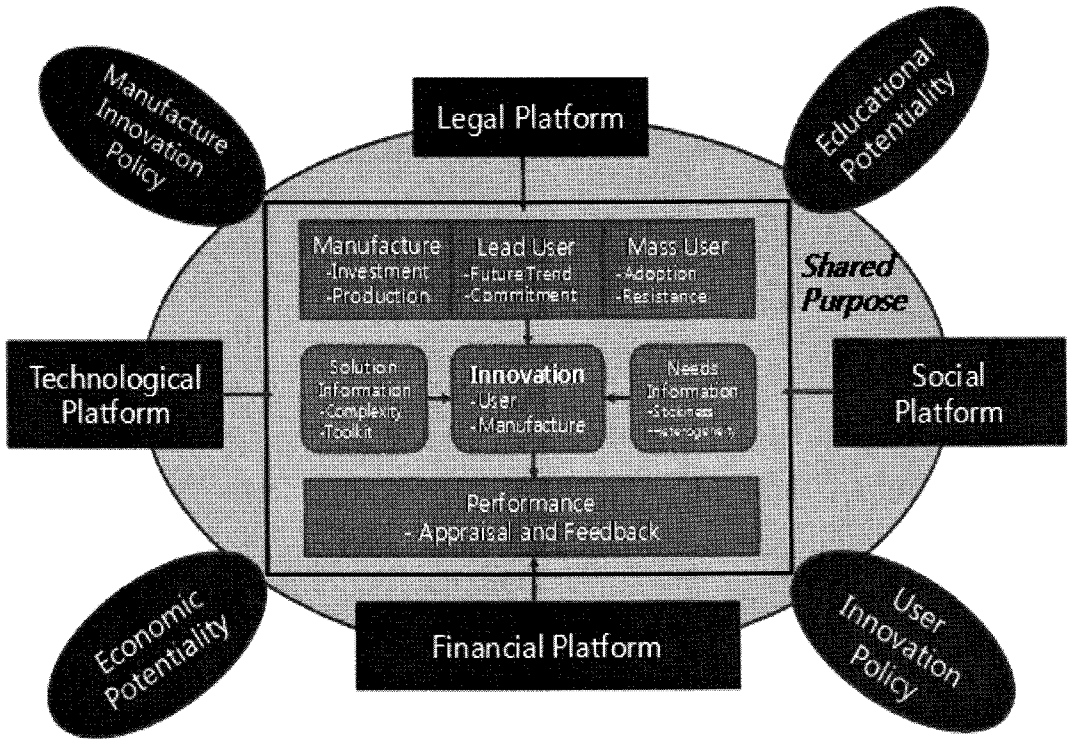 Manufacture
Innovation
Policy
Legal Platform
Educational
Potentiality
Manufacture
-Investment
-Production
Lead User
-Future Trend
-Commitment
Mass User
-Adoption
-Resistance
Shared
Purpose
Technological
Platform
Solution
Information
-Complexity
-Toolkit
Innovation
-User
-Manufacture
Needs
Information
-Stickiness
-Heterogeneity
Social
Platform
Performance
- Appraisal and Feedback
Economic
Potentiality
Financial Platform
User
Innovation
Policy